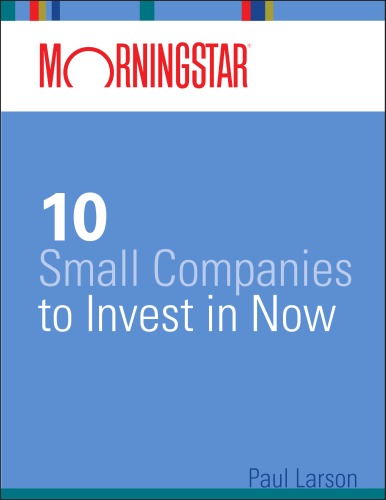 MORNINGSTAR®
10
Small Companies
to Invest in Now
Paul Larson